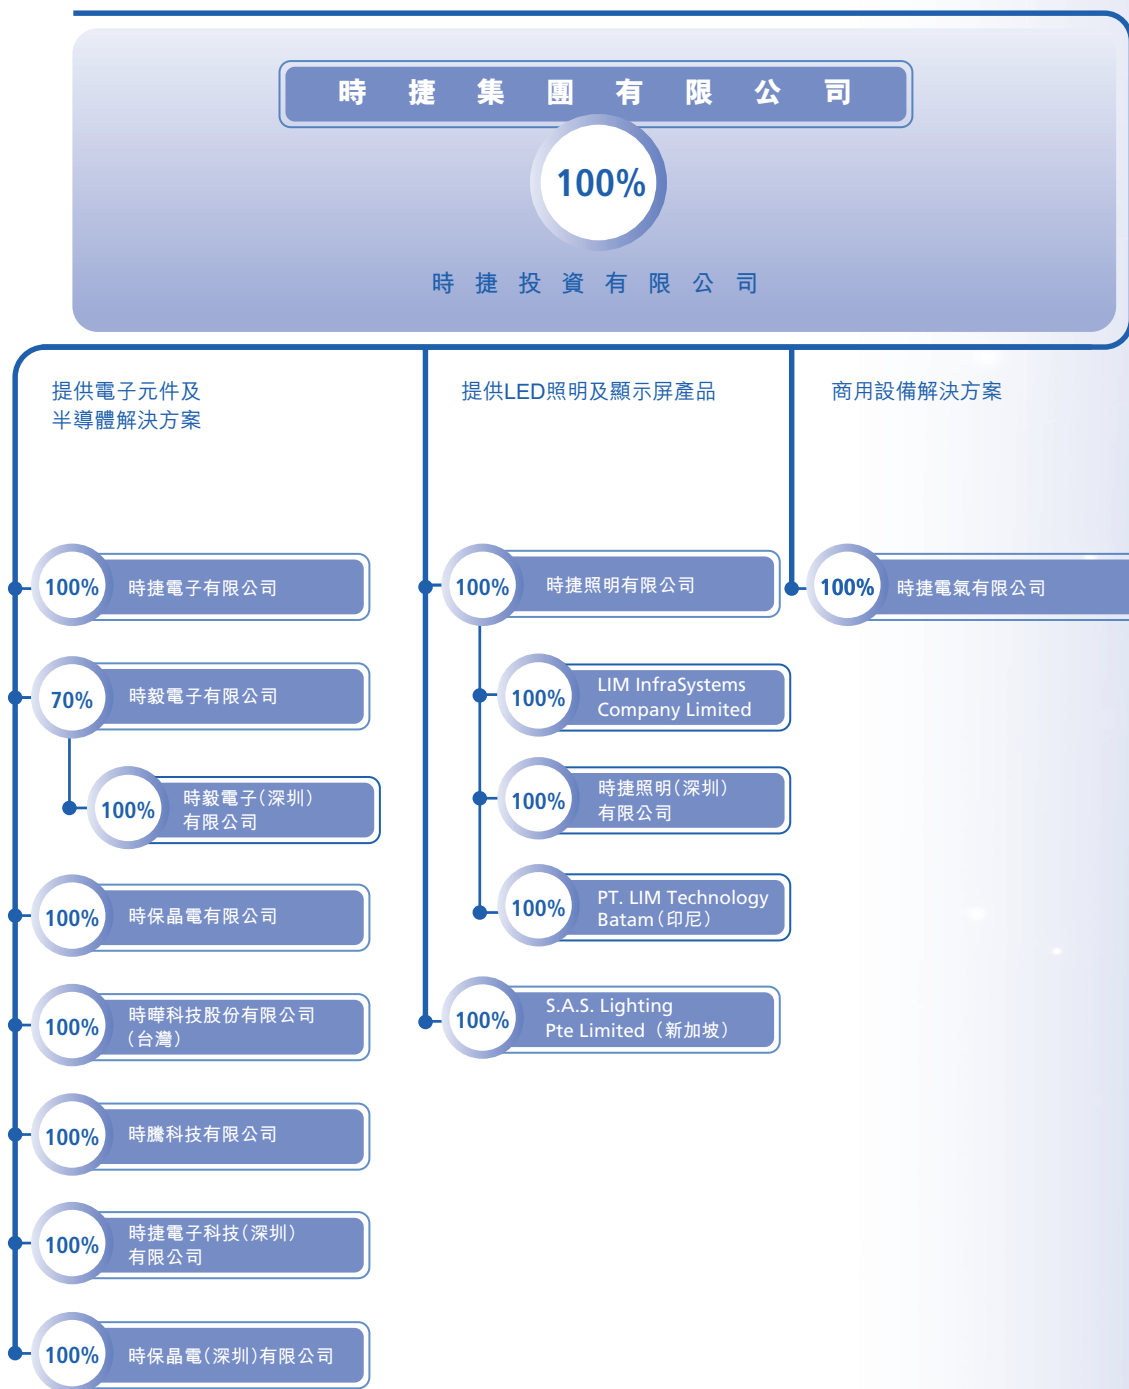 時捷集團有限公司
100%
時捷投資有限公司
提供電子元件及
半導體解決方案
100%
時捷電子有限公司
70%
時毅電子有限公司
100%
時毅電子（深圳）
有限公司
100%
時保晶電有限公司
100%
時曄科技股份有限公司
（台灣）
100%
時騰科技有限公司
100%
時捷電子科技（深圳）
有限公司
100%
時保晶電（深圳）有限公司
提供LED照明及顯示屏產品
100%
時捷照明有限公司
100%
LIM InfraSystems
Company Limited
100%
時捷照明（深圳）
有限公司
100%
PT. LIM Technology
Batam（印尼）
100%
S.A.S. Lighting
Pte Limited（新加坡）
商用設備解決方案
100%
時捷電氣有限公司